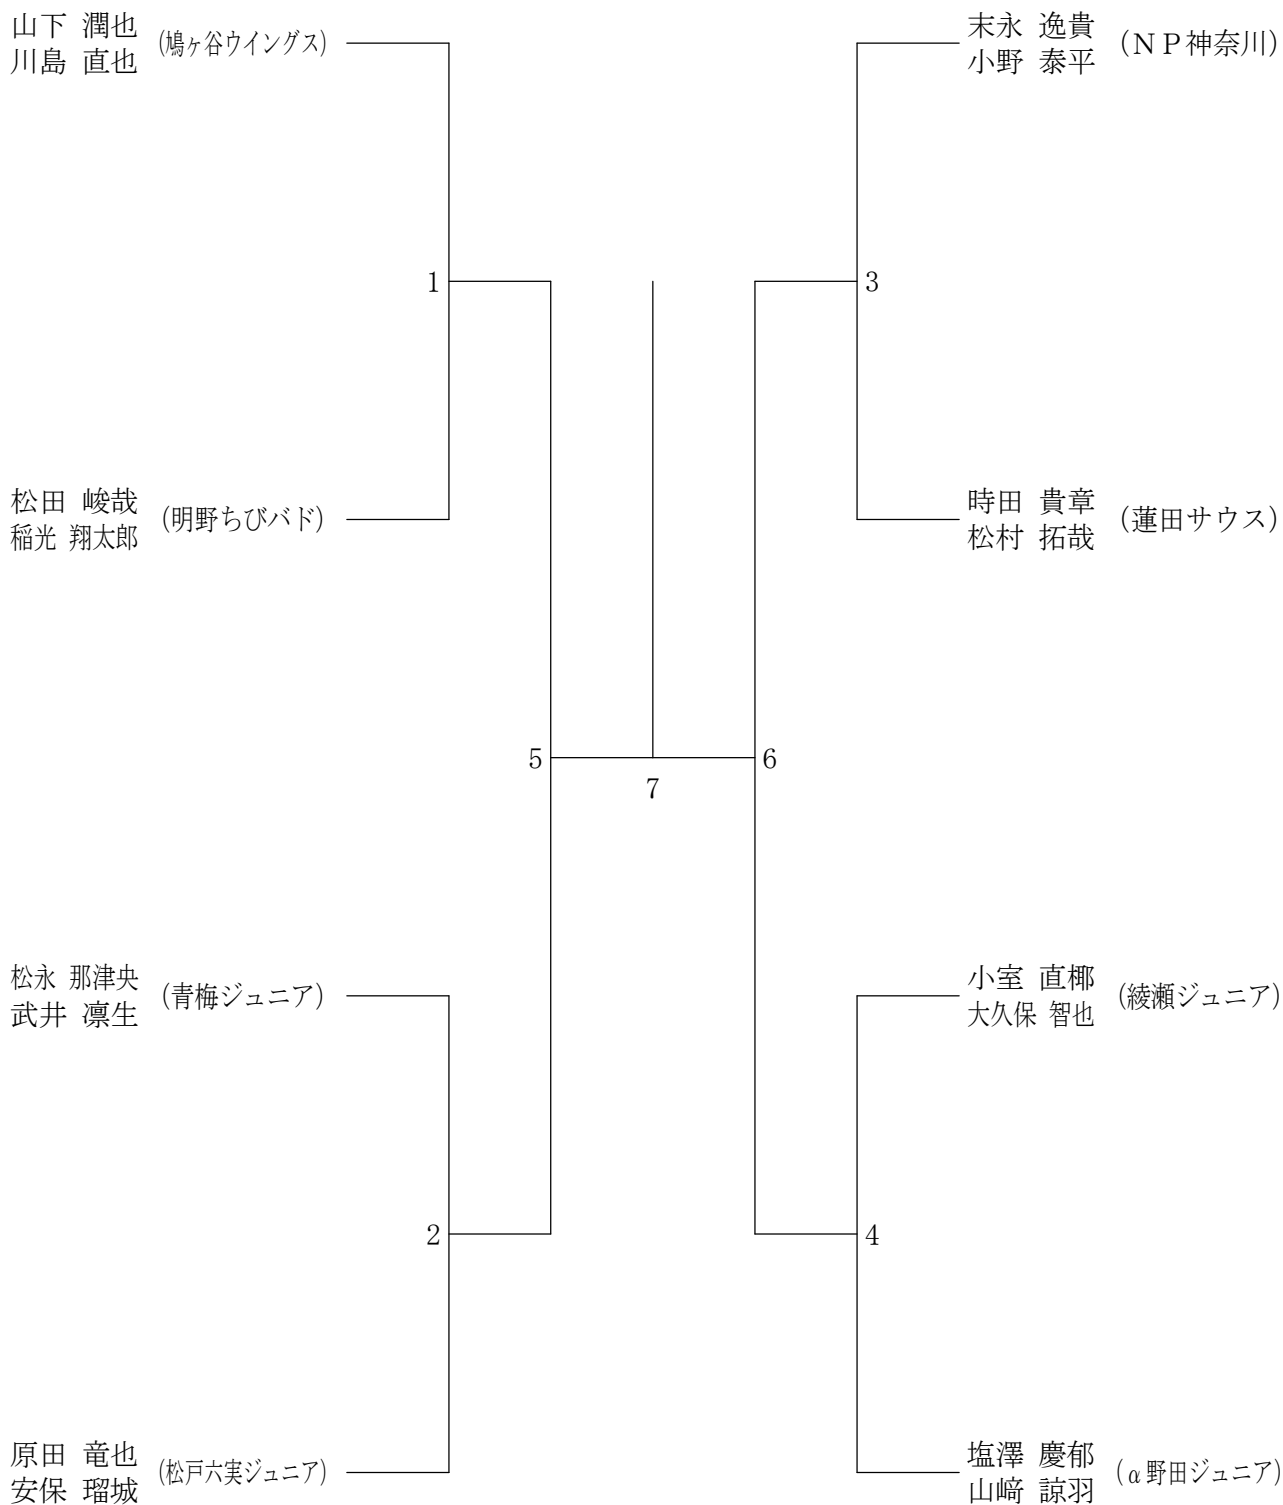 山下 潤也
川島 直也
(鳩ヶ谷ウイングス)
1
松田 峻哉
稲光 翔太郎
(明野ちびバド)
松永 那津央
武井 凛生
(青梅ジュニア)
2
原田 竜也
安保 瑠城
(松戸六実ジュニア)
5
7
6
末永 逸貴
小野 泰平
(ＮＰ神奈川)
3
時田 貴章
松村 拓哉
(蓮田サウス)
小室 直椰
大久保 智也
(綾瀬ジュニア)
4
塩澤 慶郁
山﨑 諒羽
(α野田ジュニア)